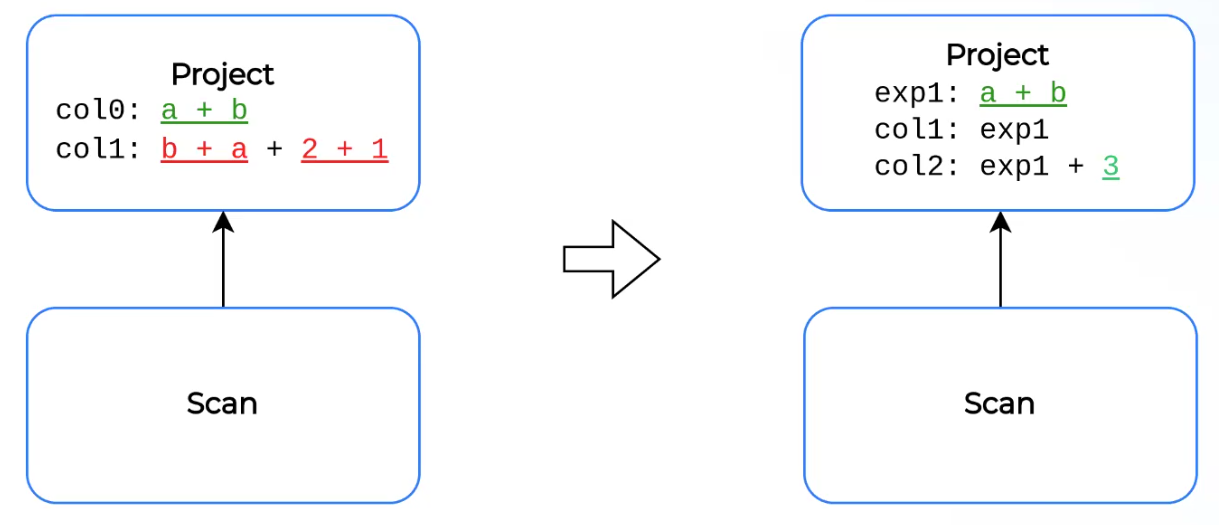 Project
col0: a + b
col1: b + a + 2 + 1
Scan
Project
exp1: a + b
col1: exp1
col2: exp1 + 3
Scan